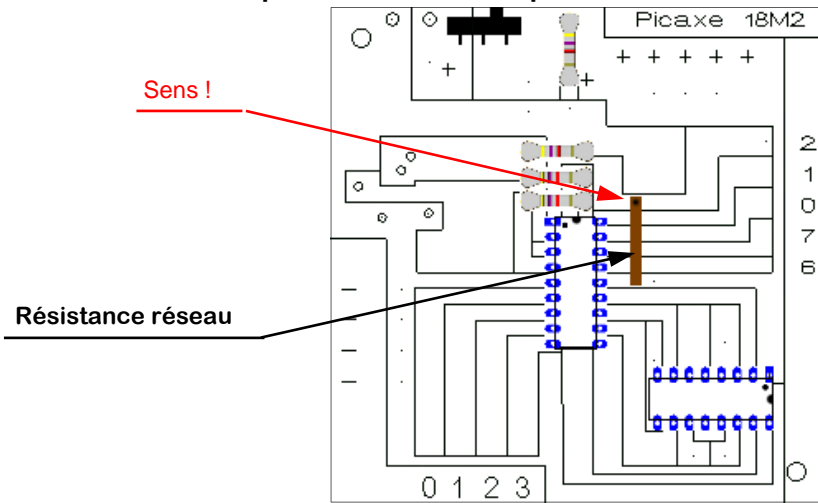 Picaxe 18M2
+ + + + +
+
+
Sens !
2
1
0
7
6
Résistance réseau
0 1 2 3